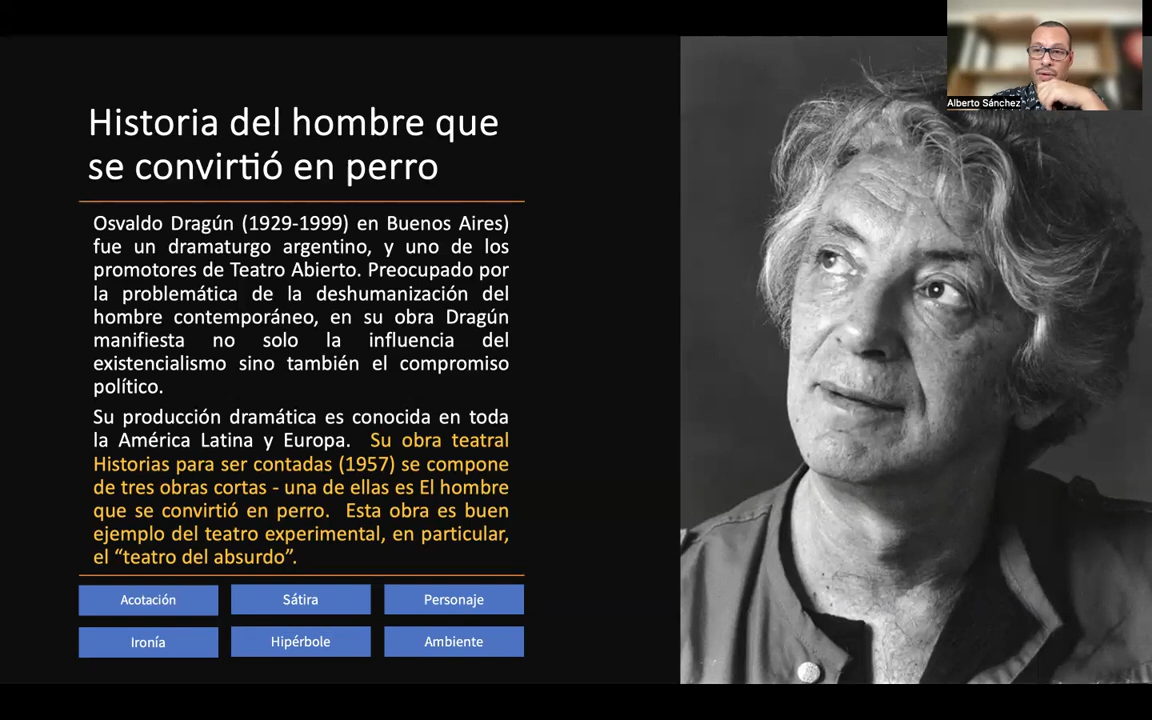 Alberto Sánchez
Historia del hombre que
se convirtió en perro
Osvaldo Dragún (1929-1999) en Buenos Aires)
fue un dramaturgo argentino, y uno de los
promotores de Teatro Abierto. Preocupado por
la problemática de la deshumanización del
hombre contemporáneo, en su obra Dragún
manifiesta no solo la influencia del
existencialismo sino también el compromiso
político.
Su producción dramática es conocida en toda
la América Latina y Europa. Su obra teatral
Historias para ser contadas (1957) se compone
de tres obras cortas - una de ellas es El hombre
que se convirtió en perro. Esta obra es buen
ejemplo del teatro experimental, en particular,
el “teatro del absurdo”.
Acotación
Sátira
Personaje
Ironía
Hipérbole
Ambiente